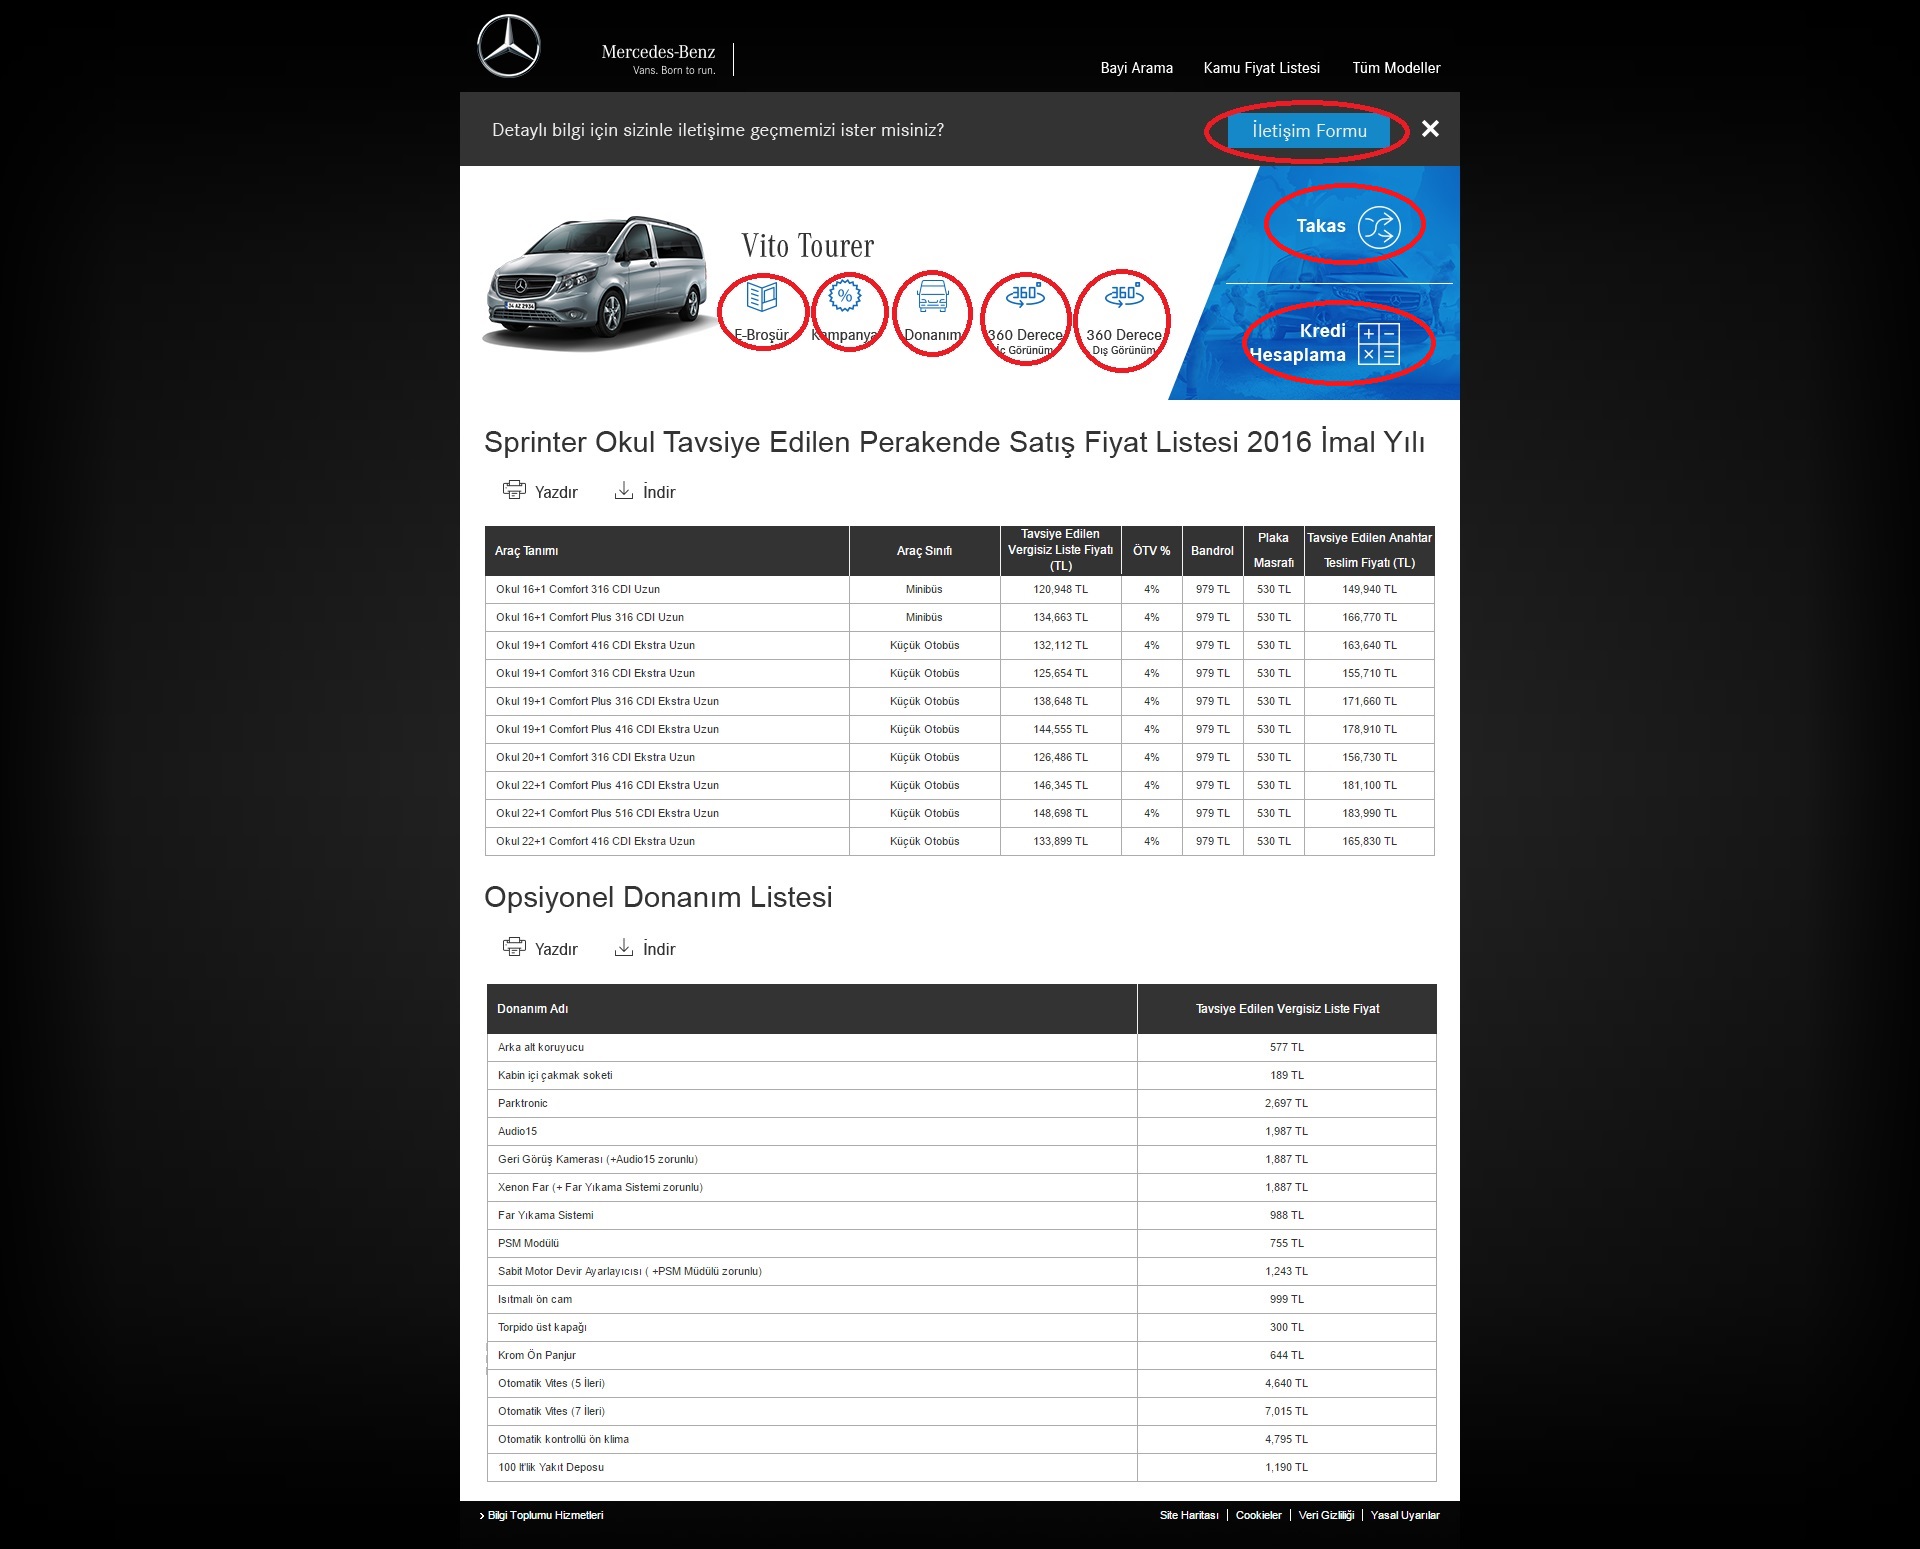 Mercedes-Benz
Vans. Born to run.
Bayi Arama Kamu Fiyat Listesi Tüm Modeller
Detaylı bilgi için sizinle iletişime geçmemizi ister misiniz?
İletişim Formu
Takas
Vito Tourer
34 AZ 2934
E-Broşür
%
Kampanya
Donanım
360°
360 Derece
İç Görünüm
360°
360 Derece
Dış Görünüm
Kredi
Hesaplama
Sprinter Okul Tavsiye Edilen Perakende Satış Fiyat Listesi 2016 İmal Yılı
Yazdır İndir
Araç Tanımı Araç Sınıfı Tavsiye Edilen Vergisiz Liste Fiyatı (TL) ÖTV % Bandrol Plaka Masrafı Tavsiye Edilen Anahtar Teslim Fiyatı (TL)
Okul 16+1 Comfort 316 CDI Uzun Minibüs 120,948 TL 4% 979 TL 530 TL 149,940 TL
Okul 16+1 Comfort Plus 316 CDI Uzun Minibüs 134,663 TL 4% 979 TL 530 TL 166,770 TL
Okul 19+1 Comfort 416 CDI Ekstra Uzun Küçük Otobüs 132,112 TL 4% 979 TL 530 TL 163,640 TL
Okul 19+1 Comfort 316 CDI Ekstra Uzun Küçük Otobüs 125,654 TL 4% 979 TL 530 TL 155,710 TL
Okul 19+1 Comfort Plus 316 CDI Ekstra Uzun Küçük Otobüs 138,648 TL 4% 979 TL 530 TL 171,660 TL
Okul 19+1 Comfort Plus 416 CDI Ekstra Uzun Küçük Otobüs 144,555 TL 4% 979 TL 530 TL 178,910 TL
Okul 20+1 Comfort 316 CDI Ekstra Uzun Küçük Otobüs 126,486 TL 4% 979 TL 530 TL 156,730 TL
Okul 22+1 Comfort Plus 416 CDI Ekstra Uzun Küçük Otobüs 146,345 TL 4% 979 TL 530 TL 181,100 TL
Okul 22+1 Comfort Plus 516 CDI Ekstra Uzun Küçük Otobüs 148,698 TL 4% 979 TL 530 TL 183,990 TL
Okul 22+1 Comfort 416 CDI Ekstra Uzun Küçük Otobüs 133,899 TL 4% 979 TL 530 TL 165,830 TL
Opsiyonel Donanım Listesi
Yazdır İndir
Donanım Adı Tavsiye Edilen Vergisiz Liste Fiyat
Arka alt koruyucu 577 TL
Kabin içi çakmak soketi 189 TL
Parktronic 2,697 TL
Audio15 1,987 TL
Geri Görüş Kamerası (+Audio15 zorunlu) 1,887 TL
Xenon Far (+ Far Yıkama Sistemi zorunlu) 1,887 TL
Far Yıkama Sistemi 988 TL
PSM Modülü 755 TL
Sabit Motor Devir Ayarlayıcısı ( +PSM Müdülü zorunlu) 1,243 TL
Isıtmalı ön cam 999 TL
Torpido üst kapağı 300 TL
Krom Ön Panjur 644 TL
Otomatik Vites (5 İleri) 4,640 TL
Otomatik Vites (7 İleri) 7,015 TL
Otomatik kontrollü ön klima 4,795 TL
100 lt'lik Yakıt Deposu 1,190 TL
› Bilgi Toplumu Hizmetleri Site Haritası | Cookieler | Veri Gizliliği | Yasal Uyarılar